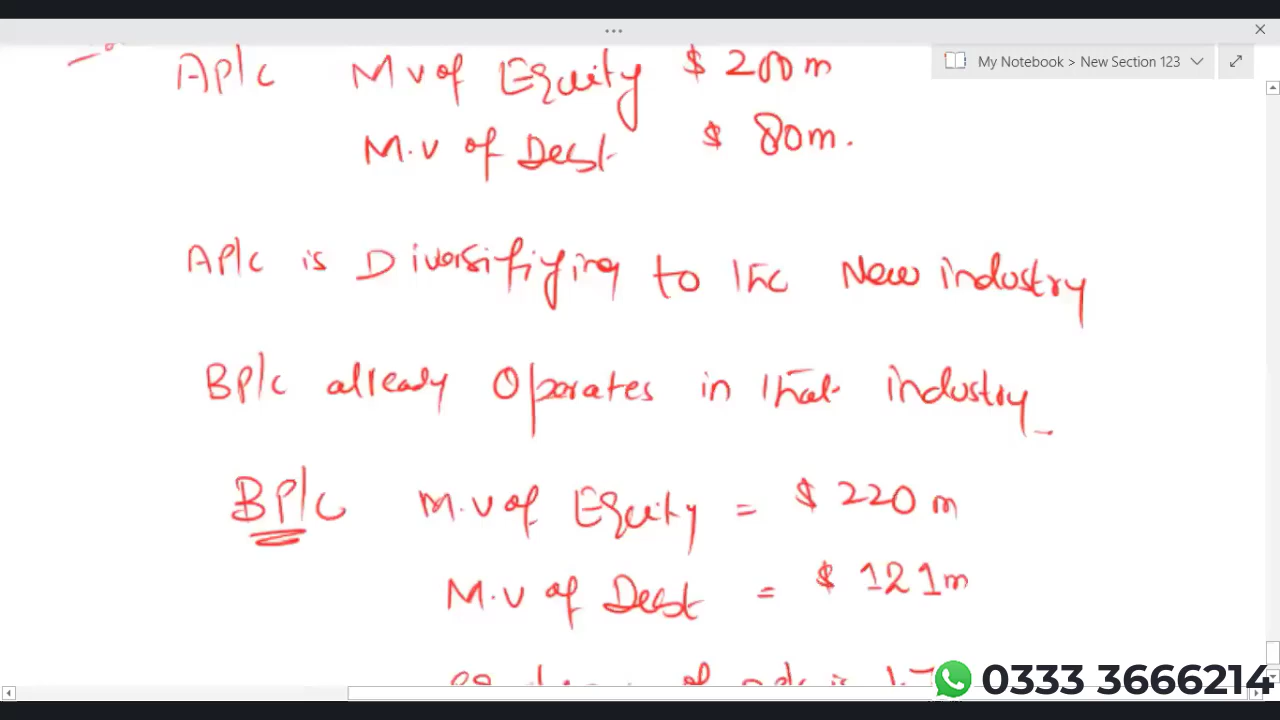 My Notebook > New Section 123
APlc M v of Equity $ 200m
M.v of Debt $ 80m.
APlc is Diversifiying to the New industry
BPlc already Operates in that industry
BPlc M.v of Equity = $ 220 m
M.v of Debt = $ 121m
0333 3666214